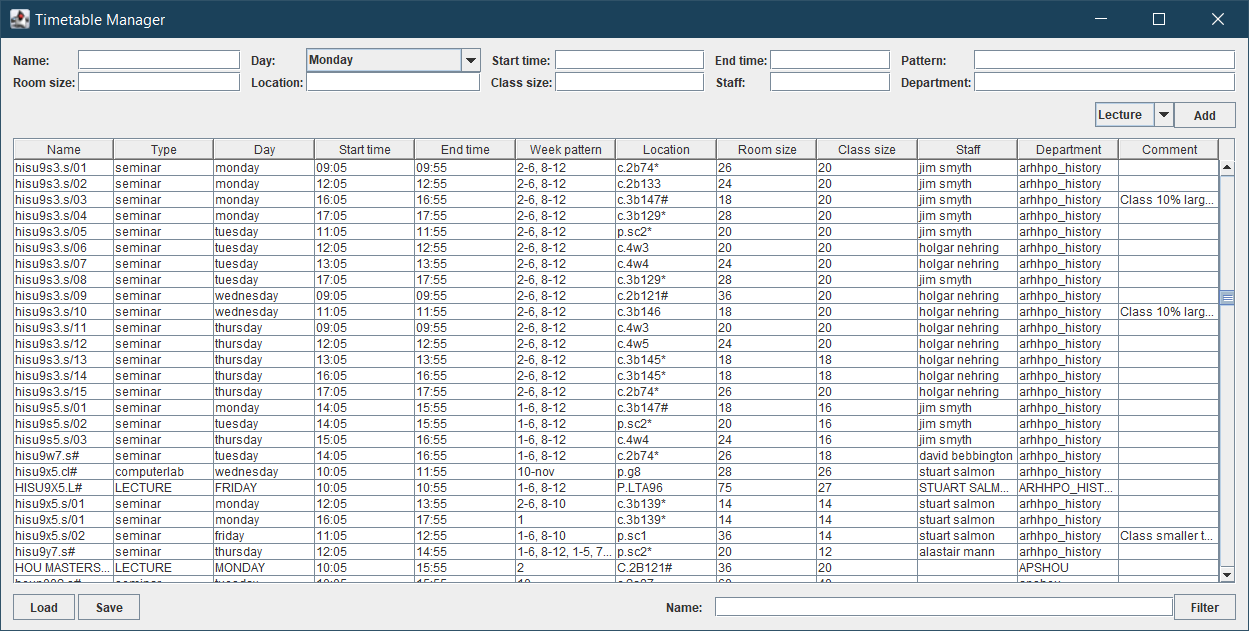 Timetable Manager
Name: Day: Monday Start time: End time: Pattern:
Room size: Location: Class size: Staff: Department:
Lecture Add
Name Type Day Start time End time Week pattern Location Room size Class size Staff Department Comment
hisu9s3.s/01 seminar monday 09:05 09:55 2-6, 8-12 c.2b74* 26 20 jim smyth arhhpo_history
hisu9s3.s/02 seminar monday 12:05 12:55 2-6, 8-12 c.2b133 24 20 jim smyth arhhpo_history
hisu9s3.s/03 seminar monday 16:05 16:55 2-6, 8-12 c.3b147# 18 20 jim smyth arhhpo_history Class 10% larg...
hisu9s3.s/04 seminar monday 17:05 17:55 2-6, 8-12 c.3b129* 28 20 jim smyth arhhpo_history
hisu9s3.s/05 seminar tuesday 11:05 11:55 2-6, 8-12 p.sc2* 20 20 jim smyth arhhpo_history
hisu9s3.s/06 seminar tuesday 12:05 12:55 2-6, 8-12 c.4w3 20 20 holgar nehring arhhpo_history
hisu9s3.s/07 seminar tuesday 13:05 13:55 2-6, 8-12 c.4w4 24 20 holgar nehring arhhpo_history
hisu9s3.s/08 seminar tuesday 17:05 17:55 2-6, 8-12 c.3b129* 28 20 jim smyth arhhpo_history
hisu9s3.s/09 seminar wednesday 09:05 09:55 2-6, 8-12 c.2b121# 36 20 holgar nehring arhhpo_history
hisu9s3.s/10 seminar wednesday 11:05 11:55 2-6, 8-12 c.3b146 18 20 holgar nehring arhhpo_history Class 10% larg...
hisu9s3.s/11 seminar thursday 09:05 09:55 2-6, 8-12 c.4w3 20 20 holgar nehring arhhpo_history
hisu9s3.s/12 seminar thursday 12:05 12:55 2-6, 8-12 c.4w5 24 20 holgar nehring arhhpo_history
hisu9s3.s/13 seminar thursday 13:05 13:55 2-6, 8-12 c.3b145* 18 18 holgar nehring arhhpo_history
hisu9s3.s/14 seminar thursday 16:05 16:55 2-6, 8-12 c.3b145* 18 18 holgar nehring arhhpo_history
hisu9s3.s/15 seminar thursday 17:05 17:55 2-6, 8-12 c.2b74* 26 20 holgar nehring arhhpo_history
hisu9s5.s/01 seminar monday 14:05 15:55 1-6, 8-12 c.3b147# 18 16 jim smyth arhhpo_history
hisu9s5.s/02 seminar tuesday 14:05 15:55 1-6, 8-12 p.sc2* 20 16 jim smyth arhhpo_history
hisu9s5.s/03 seminar thursday 15:05 16:55 1-6, 8-12 c.4w4 24 16 jim smyth arhhpo_history
hisu9w7.s# seminar tuesday 14:05 16:55 1-6, 8-12 c.2b74* 26 18 david bebbington arhhpo_history
hisu9x5.cl# computerlab wednesday 10:05 11:55 10-nov p.g8 28 26 stuart salmon arhhpo_history
HISU9X5.L# LECTURE FRIDAY 10:05 10:55 1-6, 8-12 P.LTA96 75 27 STUART SALM... ARHHPO_HIST...
hisu9x5.s/01 seminar monday 12:05 13:55 2-6, 8-10 c.3b139* 14 14 stuart salmon arhhpo_history
hisu9x5.s/01 seminar monday 16:05 17:55 1 c.3b139* 14 14 stuart salmon arhhpo_history
hisu9x5.s/02 seminar friday 11:05 12:55 1-6, 8-10 p.sc1 36 14 stuart salmon arhhpo_history Class smaller t...
hisu9y7.s# seminar thursday 12:05 14:55 1-6, 8-12, 1-5, 7... p.sc2* 20 12 alastair mann arhhpo_history
HOU MASTERS... LECTURE MONDAY 10:05 15:55 2 C.2B121# 36 20 APSHOU
Load Save Name: Filter